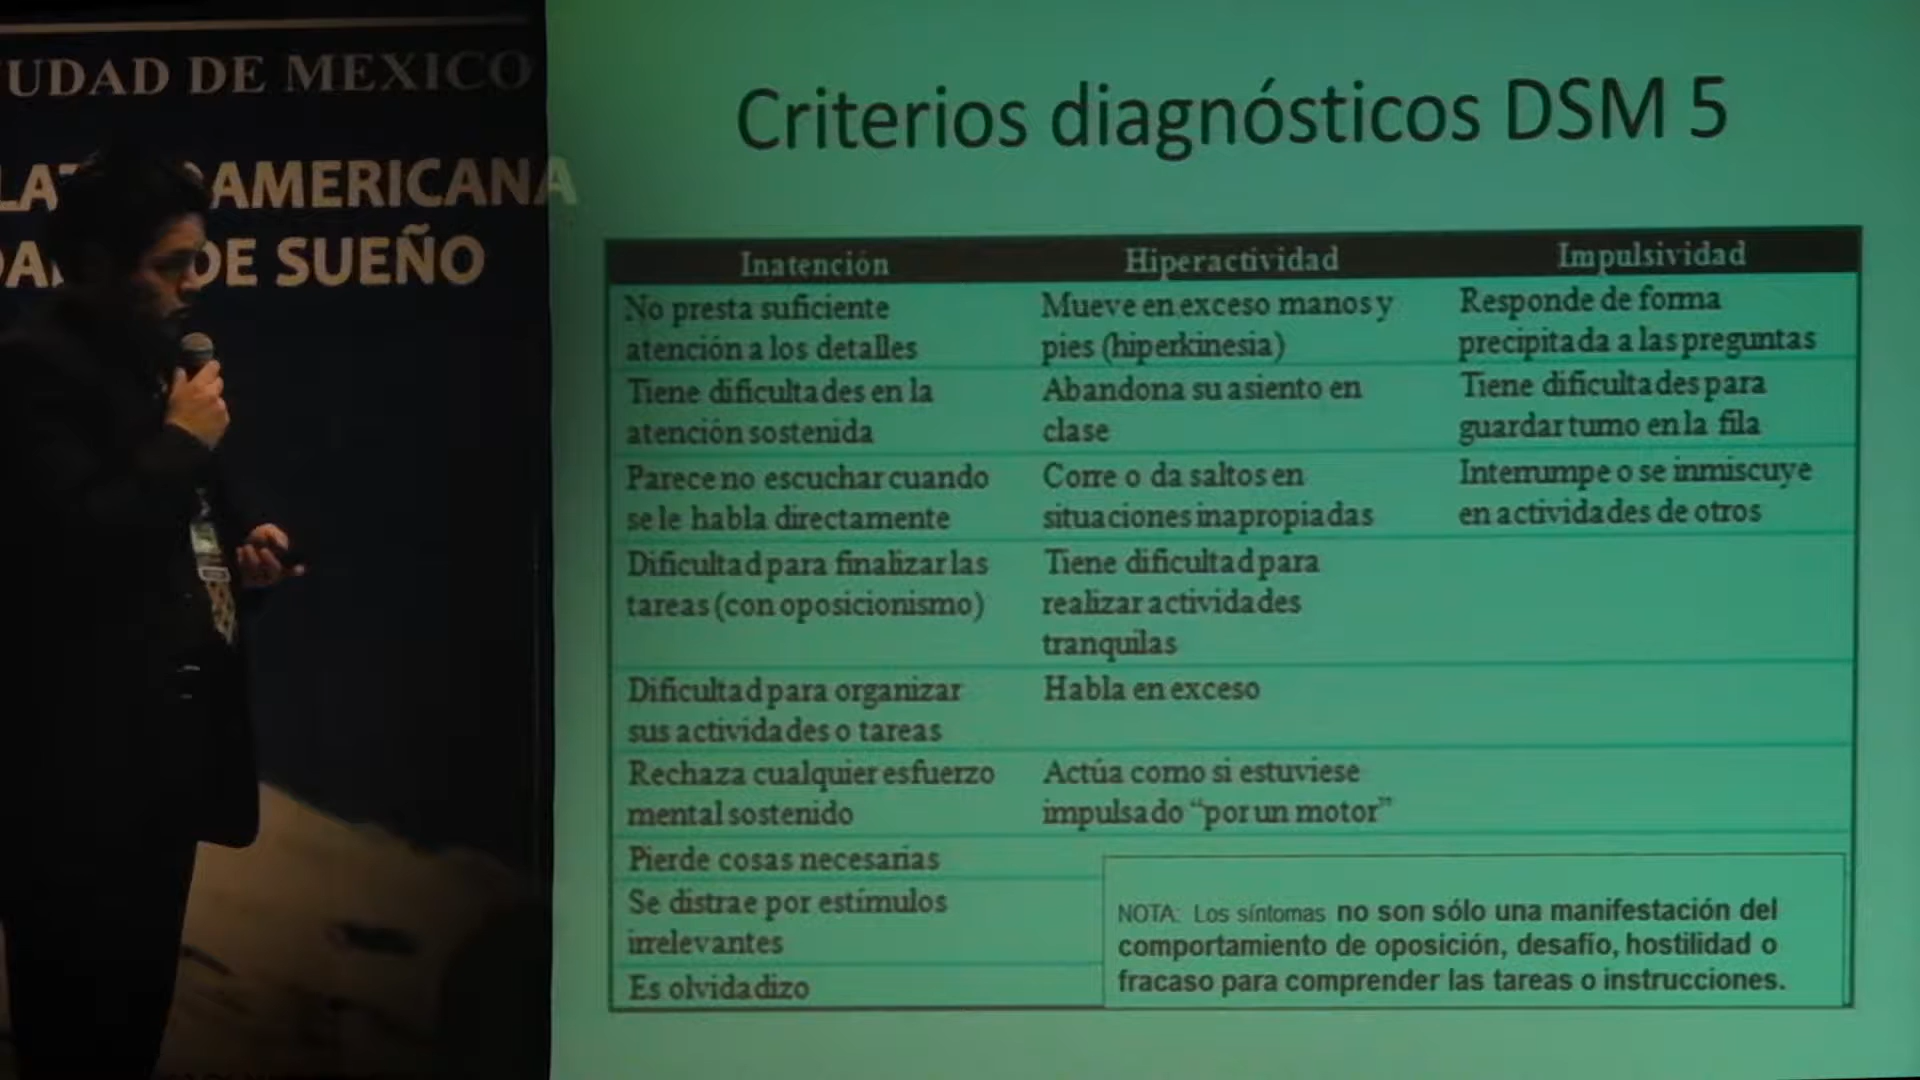 UDAD DE MEXICO
AMERICANA
DE SUEÑO
Criterios diagnósticos DSM 5
Inatención
Hiperactividad
Impulsividad
No presta suficiente
atención a los detalles
Mueve en exceso manos y
pies (hiperkinesia)
Responde de forma
precipitada a las preguntas
Tiene dificultades en la
atención sostenida
Abandona su asiento en
clase
Tiene dificultades para
guardar turno en la fila
Parece no escuchar cuando
se le habla directamente
Corre o da saltos en
situaciones inapropiadas
Interrumpe o se inmiscuye
en actividades de otros
Dificultad para finalizar las
tareas (con oposicionismo)
Tiene dificultad para
realizar actividades
tranquilas
Dificultad para organizar
sus actividades o tareas
Habla en exceso
Rechaza cualquier esfuerzo
mental sostenido
Actúa como si estuviese
impulsado “por un motor”
Pierde cosas necesarias
Se distrae por estímulos
irrelevantes
Es olvidadizo
NOTA: Los síntomas no son sólo una manifestación del
comportamiento de oposición, desafío, hostilidad o
fracaso para comprender las tareas o instrucciones.